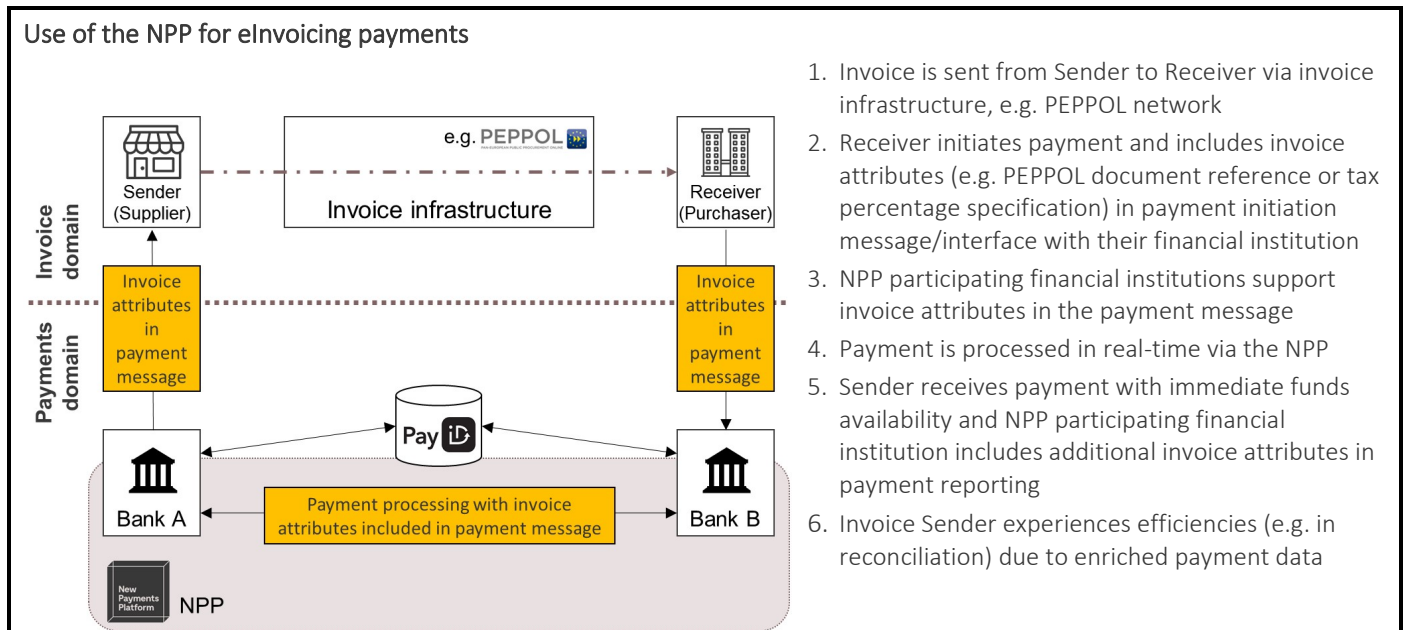 Use of the NPP for eInvoicing payments
e.g. PEPPOL
PAN-EUROPEAN PUBLIC PROCUREMENT ONLINE
Sender
(Supplier)
Invoice infrastructure
Receiver
(Purchaser)
Invoice
domain
Payments
domain
Invoice
attributes
in
payment
message
Invoice
attributes
in
payment
message
Pay iD
Bank A
Payment processing with invoice
attributes included in payment message
Bank B
New
Payments
Platform
NPP
1. Invoice is sent from Sender to Receiver via invoice
infrastructure, e.g. PEPPOL network
2. Receiver initiates payment and includes invoice
attributes (e.g. PEPPOL document reference or tax
percentage specification) in payment initiation
message/interface with their financial institution
3. NPP participating financial institutions support
invoice attributes in the payment message
4. Payment is processed in real-time via the NPP
5. Sender receives payment with immediate funds
availability and NPP participating financial
institution includes additional invoice attributes in
payment reporting
6. Invoice Sender experiences efficiencies (e.g. in
reconciliation) due to enriched payment data